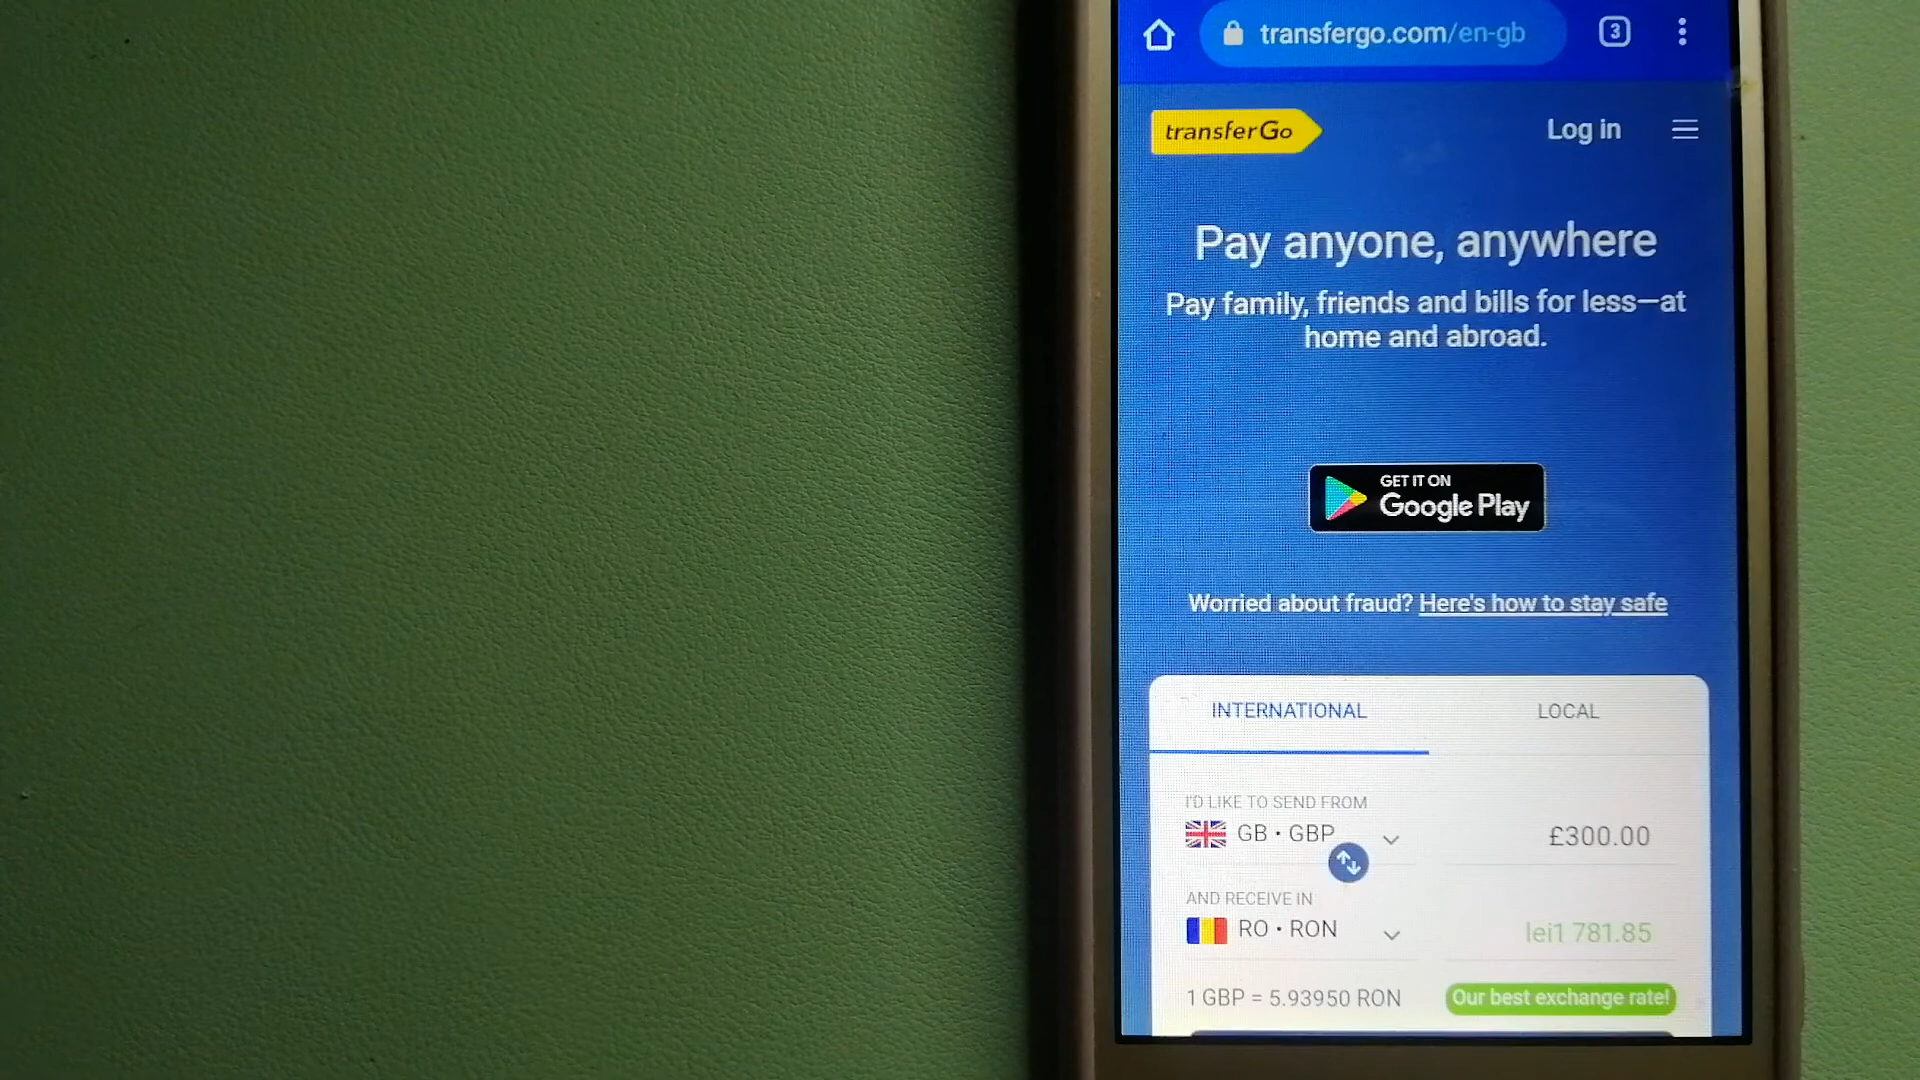 transfergo.com/en-gb
3
transferGo
Log in
Pay anyone, anywhere
Pay family, friends and bills for less—at
home and abroad.
GET IT ON
Google Play
Worried about fraud? Here's how to stay safe
INTERNATIONAL
LOCAL
I'D LIKE TO SEND FROM
GB • GBP
£300.00
AND RECEIVE IN
RO • RON
lei1 781.85
1 GBP = 5.93950 RON
Our best exchange rate!